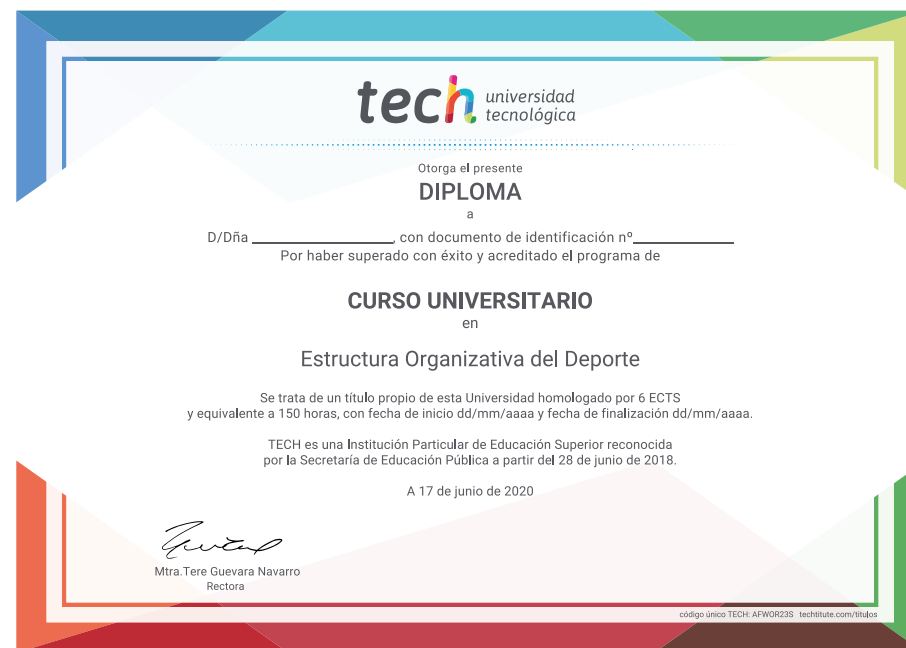 tech universidad
tecnológica
Otorga el presente
DIPLOMA
a
D/Dña ____________________, con documento de identificación nº______________
Por haber superado con éxito y acreditado el programa de
CURSO UNIVERSITARIO
en
Estructura Organizativa del Deporte
Se trata de un título propio de esta Universidad homologado por 6 ECTS
y equivalente a 150 horas, con fecha de inicio dd/mm/aaaa y fecha de finalización dd/mm/aaaa.
TECH es una Institución Particular de Educación Superior reconocida
por la Secretaría de Educación Pública a partir del 28 de junio de 2018.
A 17 de junio de 2020
Mtra.Tere Guevara Navarro
Rectora
código único TECH: AFWOR23S techtitute.com/titulos